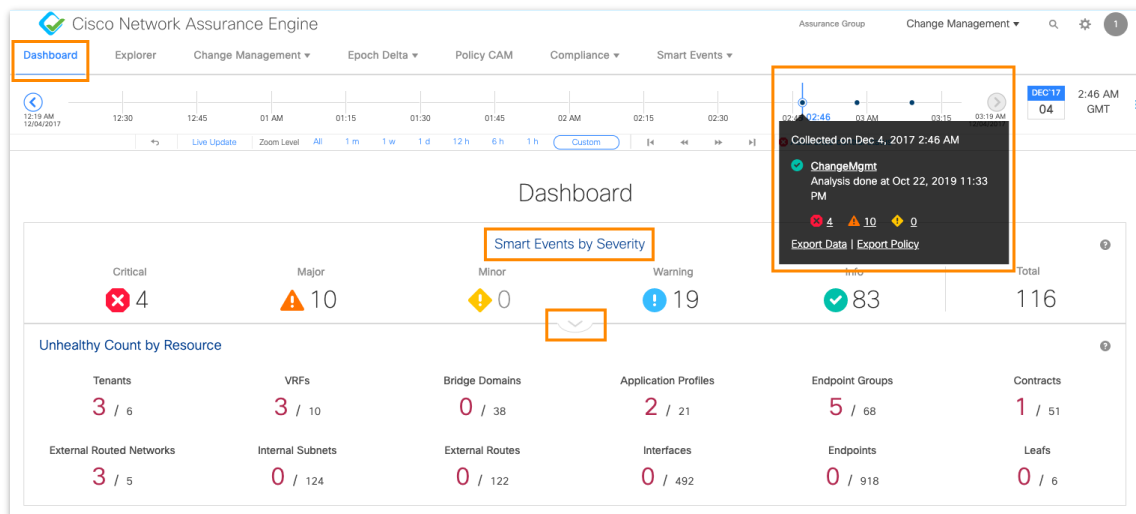 Cisco Network Assurance Engine
Assurance Group Change Management 1
Dashboard Explorer Change Management Epoch Delta Policy CAM Compliance Smart Events
12:19 AM 12/04/2017 12:30 12:45 01 AM 01:15 01:30 01:45 02 AM 02:15 02:30 02:46 03 AM 03:15 03:19 AM
DEC'17 04 2:46 AM GMT
Live Update Zoom Level All 1 m 1 w 1 d 12 h 6 h 1 h Custom
Collected on Dec 4, 2017 2:46 AM
ChangeMgmt
Analysis done at Oct 22, 2019 11:33
PM
4 10 0
Export Data | Export Policy
Dashboard
Smart Events by Severity
Critical Major Minor Warning Info Total
4 10 0 19 83 116
Unhealthy Count by Resource
Tenants VRFs Bridge Domains Application Profiles Endpoint Groups Contracts
3 / 6 3 / 10 0 / 38 2 / 21 5 / 68 1 / 51
External Routed Networks Internal Subnets External Routes Interfaces Endpoints Leafs
3 / 5 0 / 124 0 / 122 0 / 492 0 / 918 0 / 6